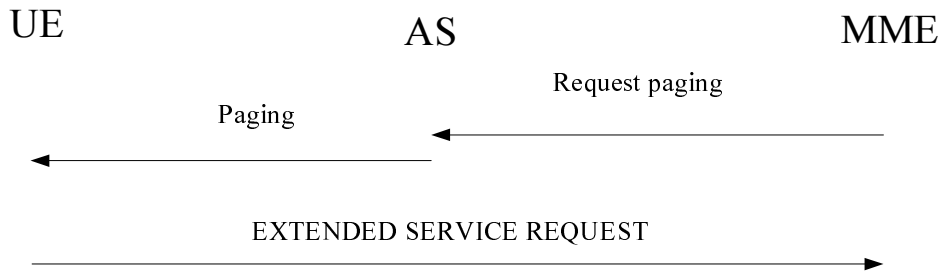 UE
AS
MME
Request paging
Paging
EXTENDED SERVICE REQUEST